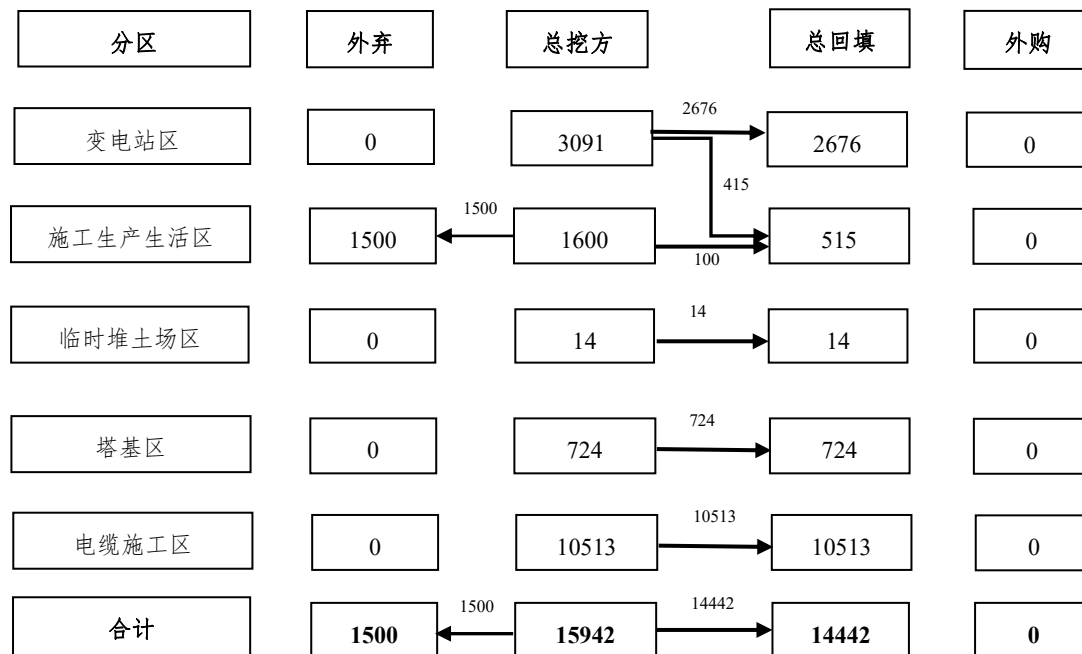 分区 外弃 总挖方 总回填 外购
2676
变电站区 0 3091 2676 0
415
1500
施工生产生活区 1500 1600 515 0
100
14
临时堆土场区 0 14 14 0
724
塔基区 0 724 724 0
10513
电缆施工区 0 10513 10513 0
1500 14442
合计 1500 15942 14442 0